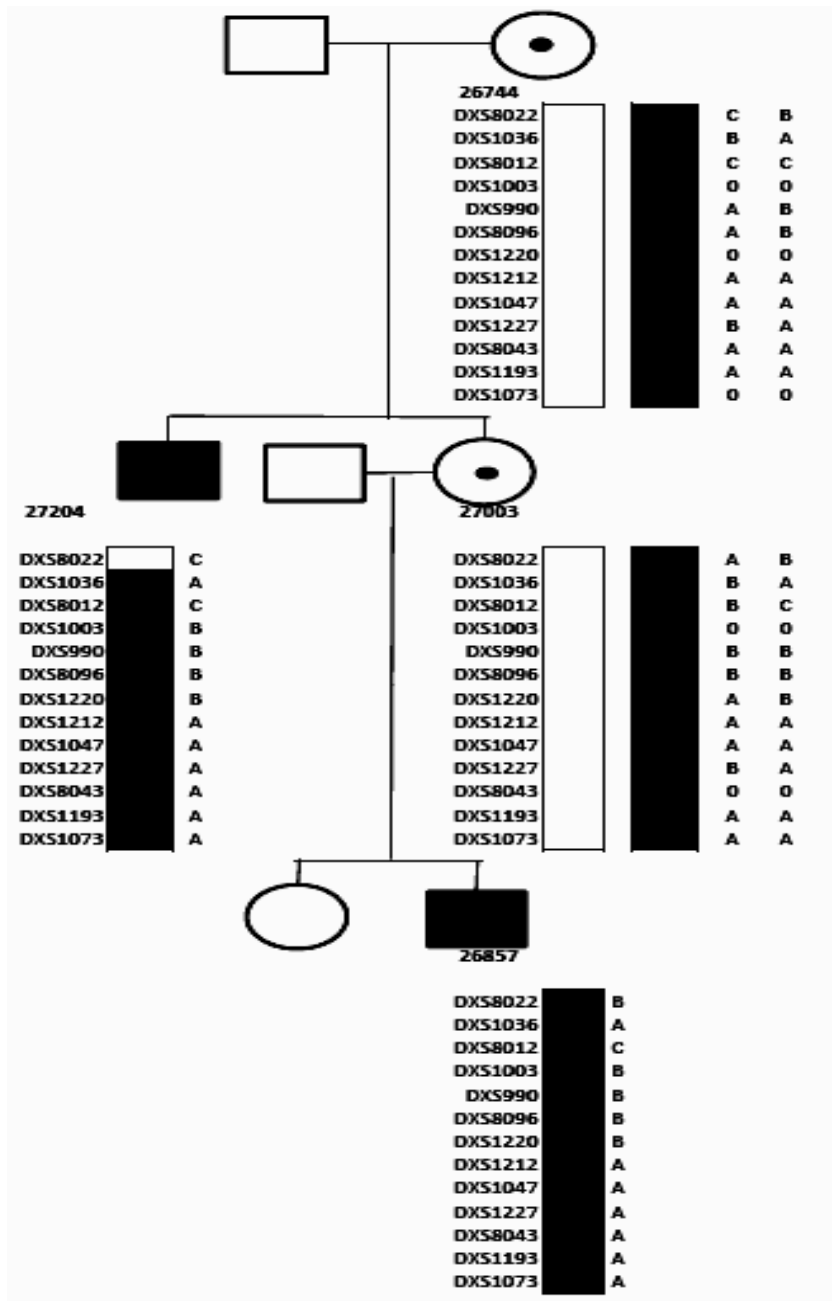 26744
DXS8022 C B
DXS1036 B A
DXS8012 C C
DXS1003 0 0
DXS990 A B
DXS8096 A B
DXS1220 0 0
DXS1212 A A
DXS1047 A A
DXS1227 B A
DXS8043 A A
DXS1193 A A
DXS1073 0 0
27204
DXS8022 C
DXS1036 A
DXS8012 C
DXS1003 B
DXS990 B
DXS8096 B
DXS1220 B
DXS1212 A
DXS1047 A
DXS1227 A
DXS8043 A
DXS1193 A
DXS1073 A
27003
DXS8022 A B
DXS1036 B A
DXS8012 B C
DXS1003 0 0
DXS990 B B
DXS8096 B B
DXS1220 A B
DXS1212 A A
DXS1047 A A
DXS1227 B A
DXS8043 0 0
DXS1193 A A
DXS1073 A A
26857
DXS8022 B
DXS1036 A
DXS8012 C
DXS1003 B
DXS990 B
DXS8096 B
DXS1220 B
DXS1212 A
DXS1047 A
DXS1227 A
DXS8043 A
DXS1193 A
DXS1073 A